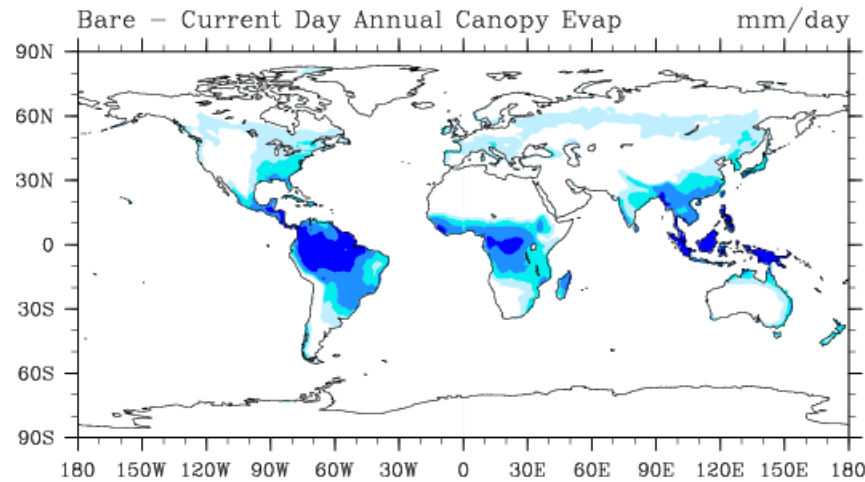 Bare – Current Day Annual Canopy Evap mm/day
90N
60N
30N
0
30S
60S
90S
180 150W 120W 90W 60W 30W 0 30E 60E 90E 120E 150E 180